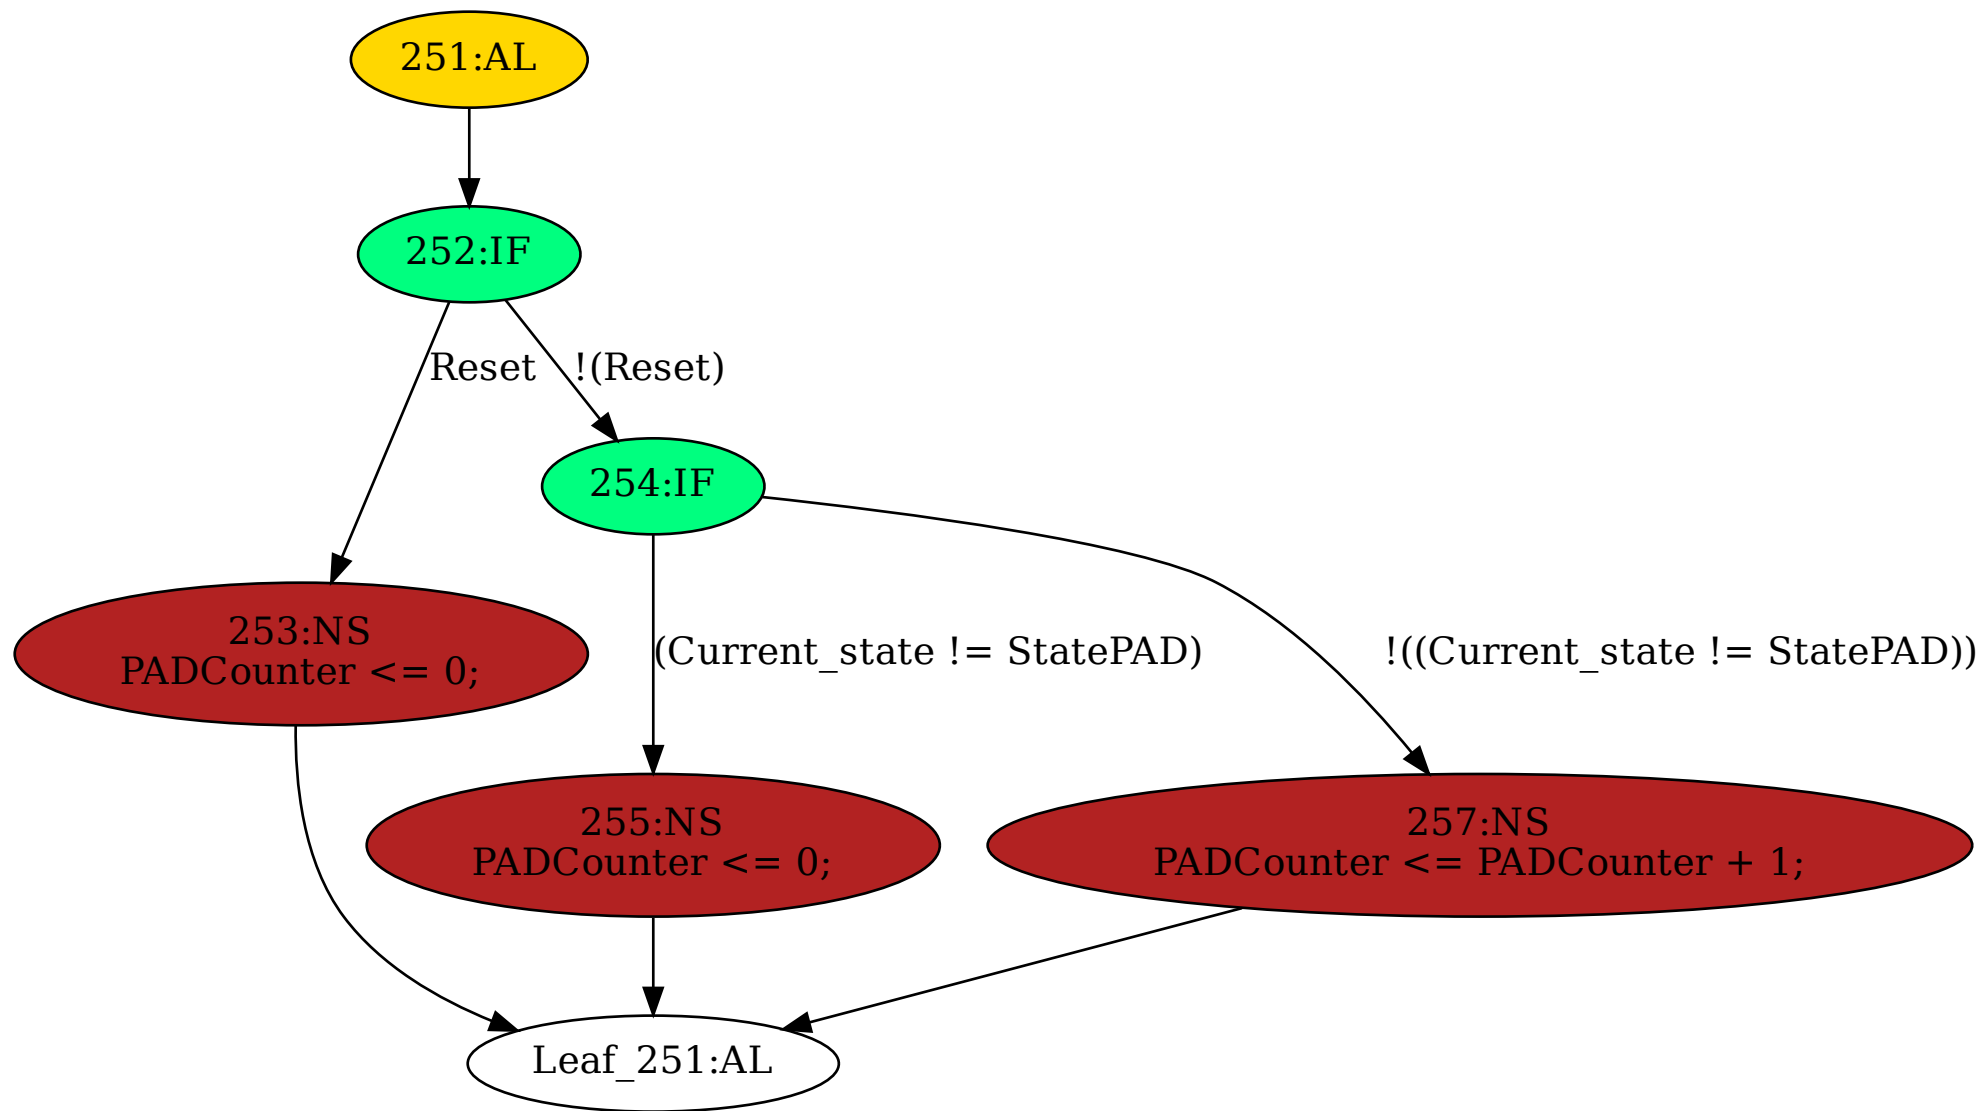 251:AL
252:IF
Reset
!(Reset)
254:IF
253:NS
PADCounter <= 0;
(Current_state != StatePAD)
!((Current_state != StatePAD))
255:NS
PADCounter <= 0;
257:NS
PADCounter <= PADCounter + 1;
Leaf_251:AL